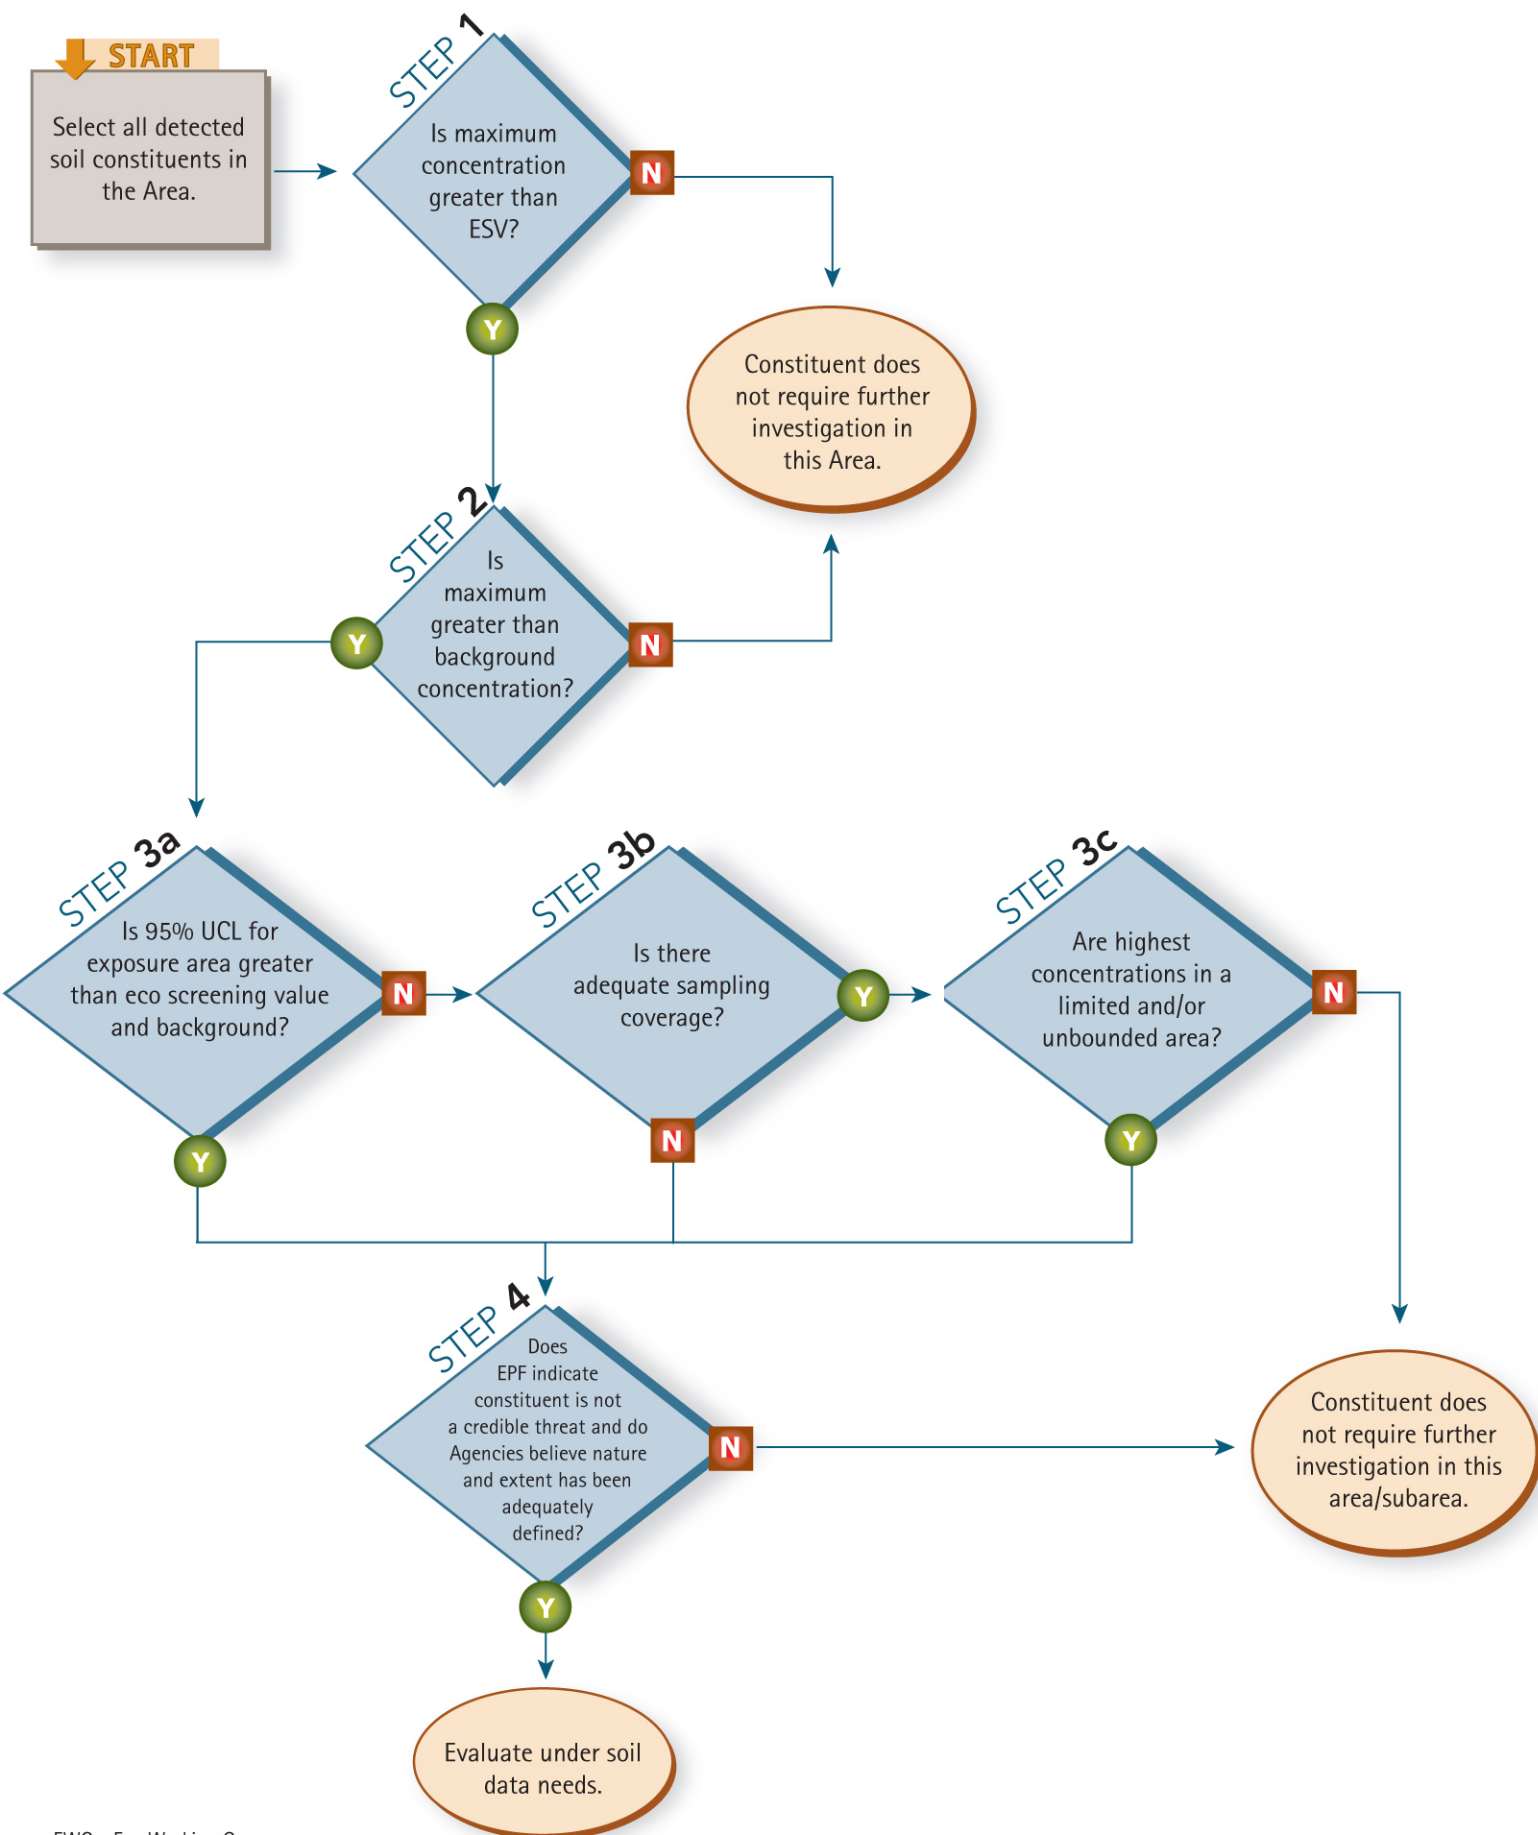 START
Select all detected
soil constituents in
the Area.
STEP 1
Is maximum
concentration
greater than
ESV?
N
Y
Constituent does
not require further
investigation in
this Area.
STEP 2
Is
maximum
greater than
background
concentration?
Y
N
STEP 3a
Is 95% UCL for
exposure area greater
than eco screening value
and background?
N
Y
STEP 3b
Is there
adequate sampling
coverage?
Y
N
STEP 3c
Are highest
concentrations in a
limited and/or
unbounded area?
N
Y
STEP 4
Does
EPF indicate
constituent is not
a credible threat and do
Agencies believe nature
and extent has been
adequately
defined?
N
Y
Constituent does
not require further
investigation in this
area/subarea.
Evaluate under soil
data needs.